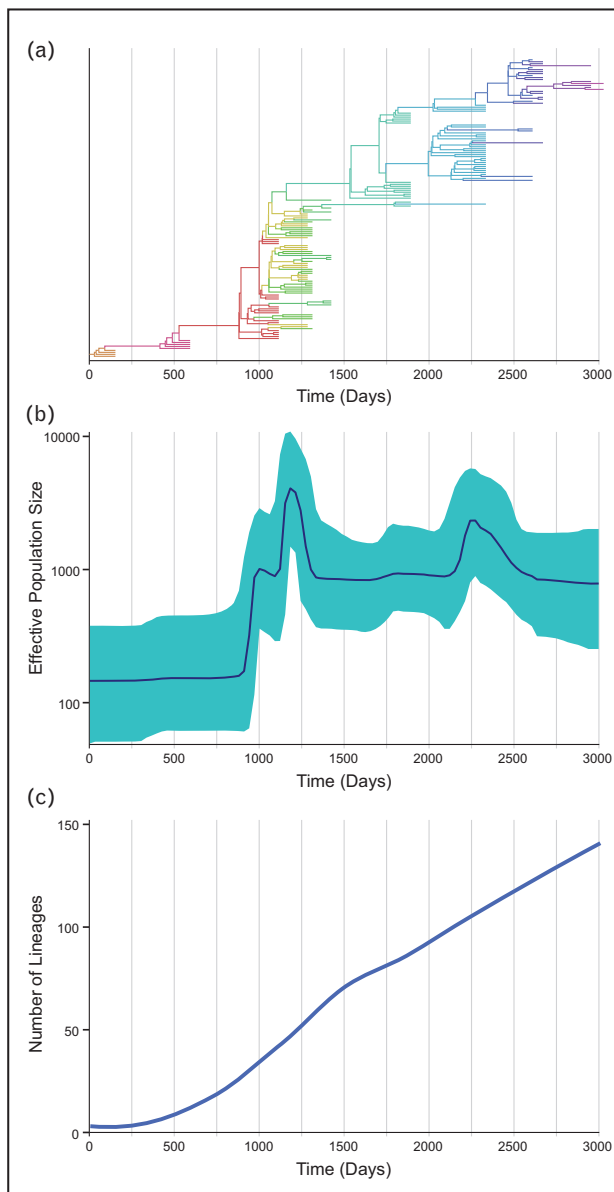 (a)
0 500 1000 1500 2000 2500 3000
Time (Days)
(b)
10000
1000
100
Effective Population Size
0 500 1000 1500 2000 2500 3000
Time (Days)
(c)
150
100
50
0
Number of Lineages
0 500 1000 1500 2000 2500 3000
Time (Days)